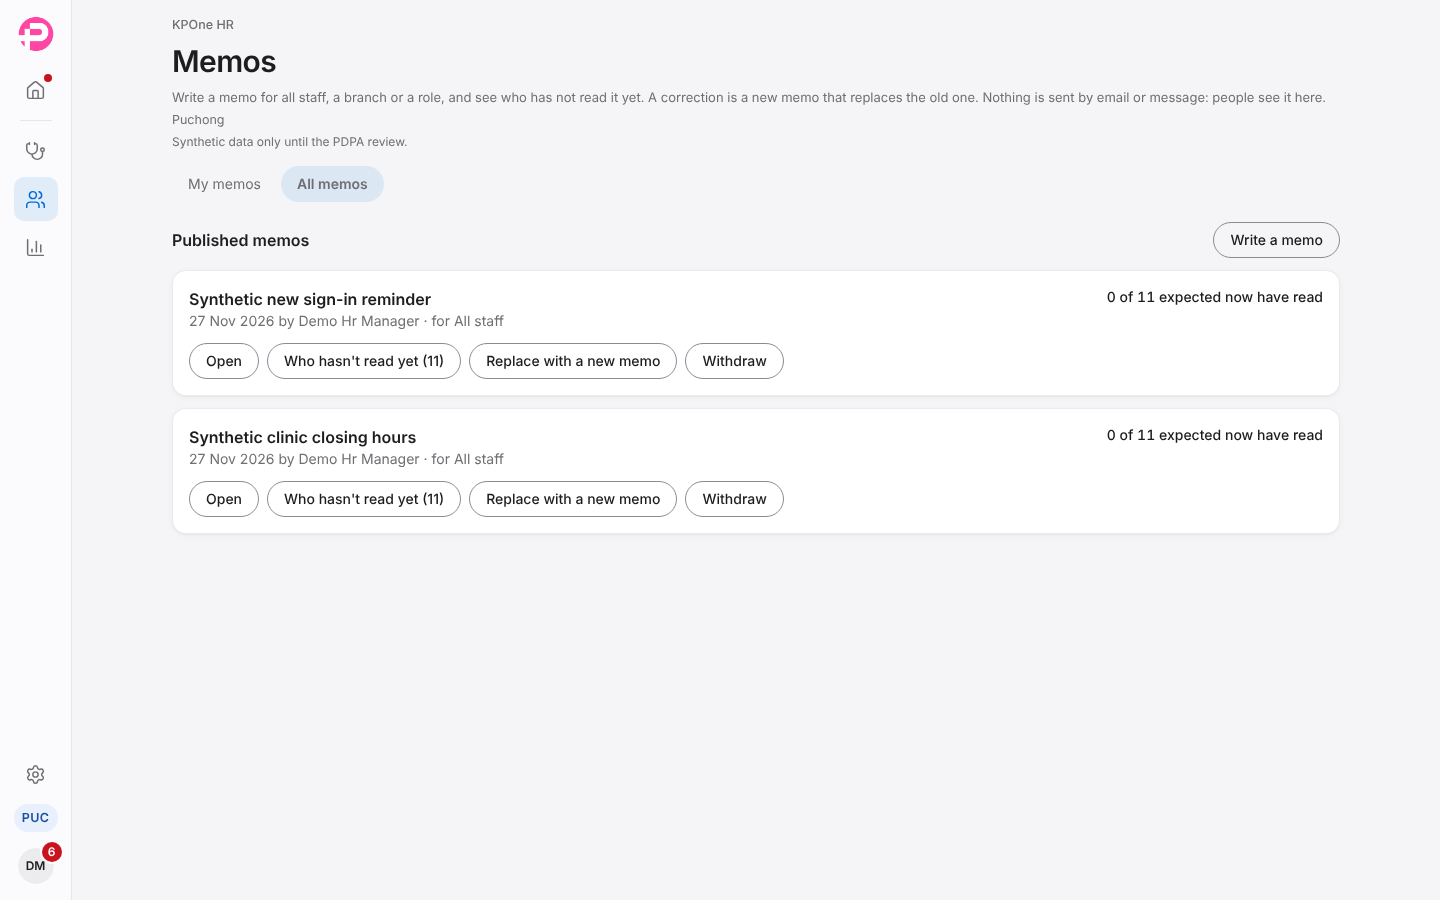 KPOne HR
Memos
Write a memo for all staff, a branch or a role, and see who has not read it yet. A correction is a new memo that replaces the old one. Nothing is sent by email or message: people see it here.
Puchong
Synthetic data only until the PDPA review.
My memos
All memos
Published memos
Write a memo
Synthetic new sign-in reminder
0 of 11 expected now have read
27 Nov 2026 by Demo Hr Manager · for All staff
Open
Who hasn't read yet (11)
Replace with a new memo
Withdraw
Synthetic clinic closing hours
0 of 11 expected now have read
27 Nov 2026 by Demo Hr Manager · for All staff
Open
Who hasn't read yet (11)
Replace with a new memo
Withdraw
PUC
6
DM